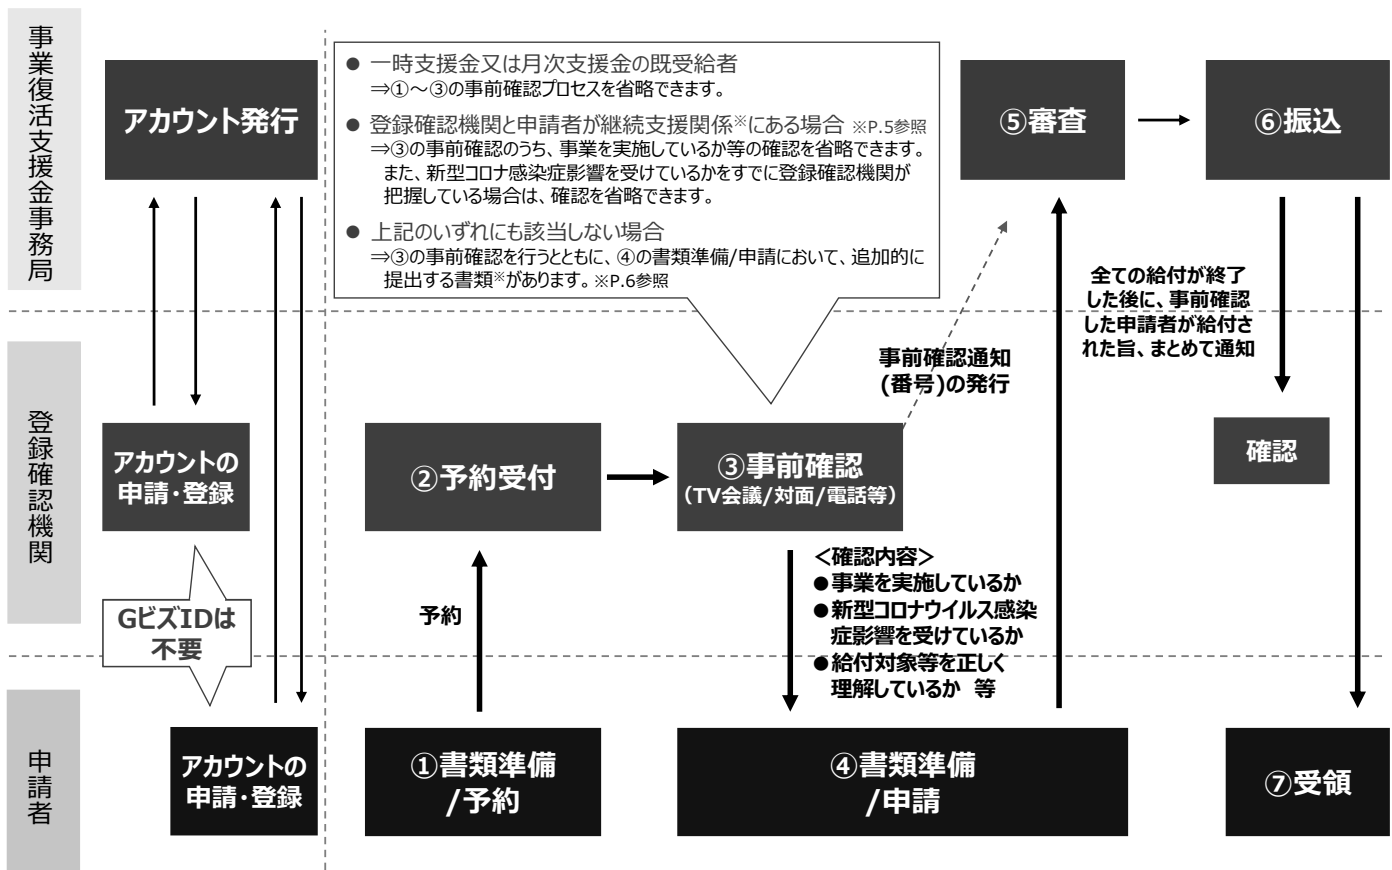 事業復活支援金事務局
アカウント発行
● 一時支援金又は月次支援金の既受給者
⇒①～③の事前確認プロセスを省略できます。
● 登録確認機関と申請者が継続支援関係※にある場合 ※P.5参照
⇒③の事前確認のうち、事業を実施しているか等の確認を省略できます。
また、新型コロナ感染症影響を受けているかをすでに登録確認機関が
把握している場合は、確認を省略できます。
● 上記のいずれにも該当しない場合
⇒③の事前確認を行うとともに、④の書類準備/申請において、追加的に
提出する書類※があります。※P.6参照
⑤審査
⑥振込
全ての給付が終了
した後に、事前確認
した申請者が給付さ
れた旨、まとめて通知
事前確認通知
(番号)の発行
登録確認機関
アカウントの
申請・登録
②予約受付
③事前確認
（TV会議/対面/電話等）
確認
GビズIDは
不要
予約
＜確認内容＞
●事業を実施しているか
●新型コロナウイルス感染
症影響を受けているか
●給付対象等を正しく
理解しているか 等
申請者
アカウントの
申請・登録
①書類準備
/予約
④書類準備
/申請
⑦受領